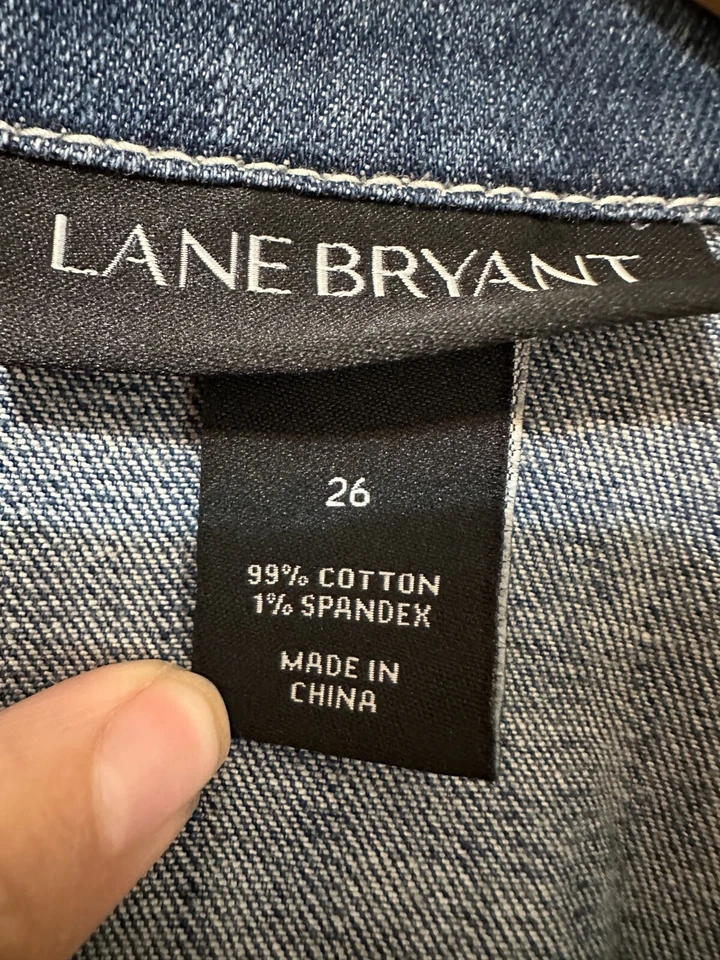 LANE BRYANT
26
99% COTTON
1% SPANDEX
MADE IN
CHINA